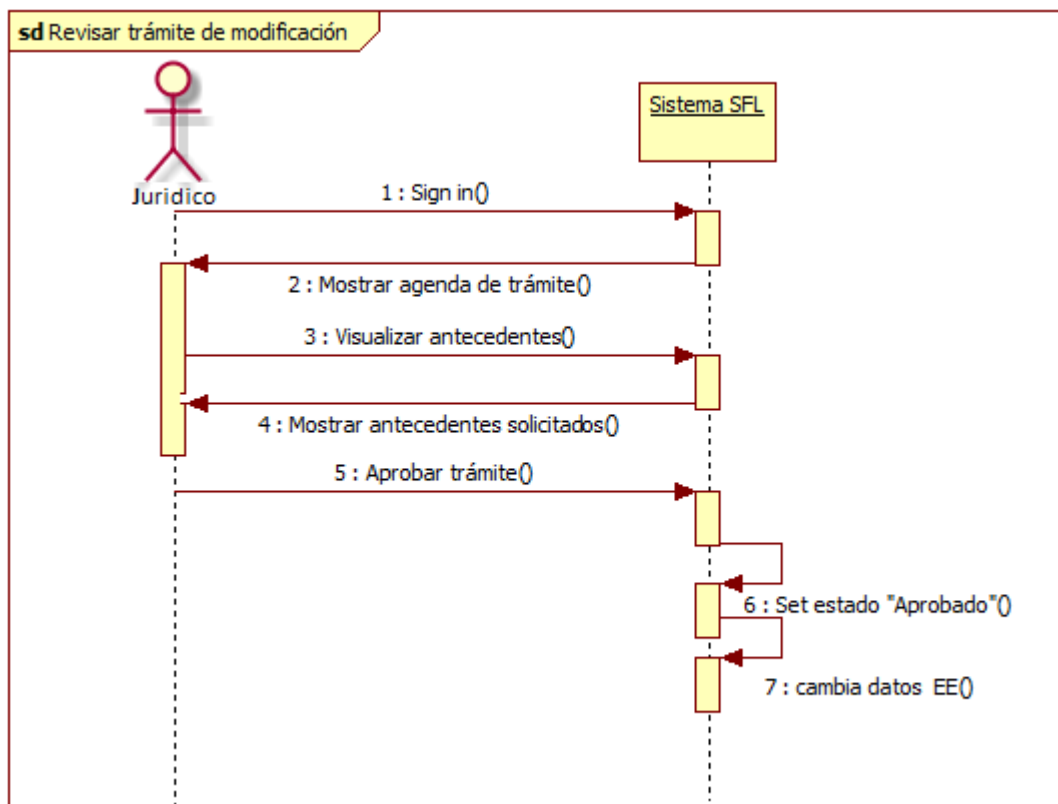 sd Revisar trámite de modificación
Juridico
Sistema SFL
1 : Sign in()
2 : Mostrar agenda de trámite()
3 : Visualizar antecedentes()
4 : Mostrar antecedentes solicitados()
5 : Aprobar trámite()
6 : Set estado "Aprobado"()
7 : cambia datos  EE()